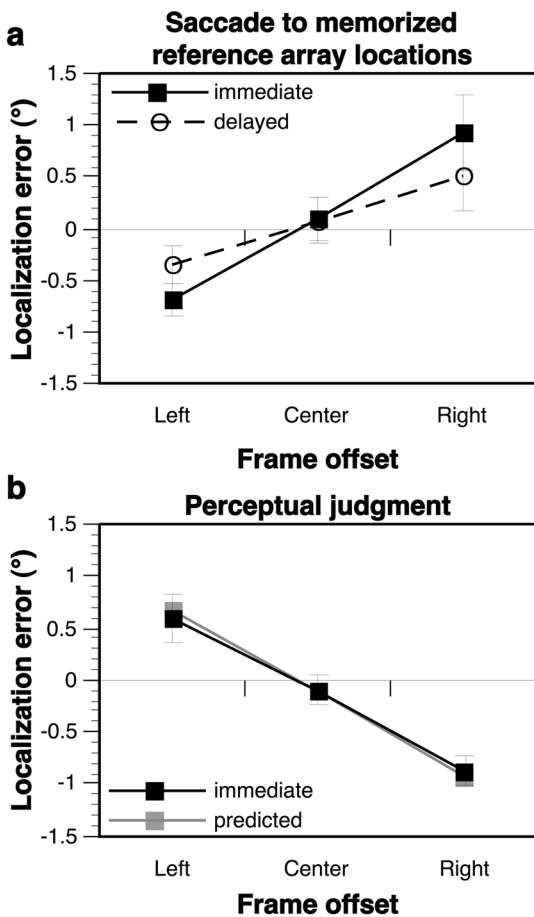 a
Saccade to memorized
reference array locations
1.5
1
0.5
0
-0.5
-1
-1.5
Localization error (°)
immediate
delayed
Left
Center
Right
Frame offset
b
Perceptual judgment
1.5
1
0.5
0
-0.5
-1
-1.5
Localization error (°)
immediate
predicted
Left
Center
Right
Frame offset